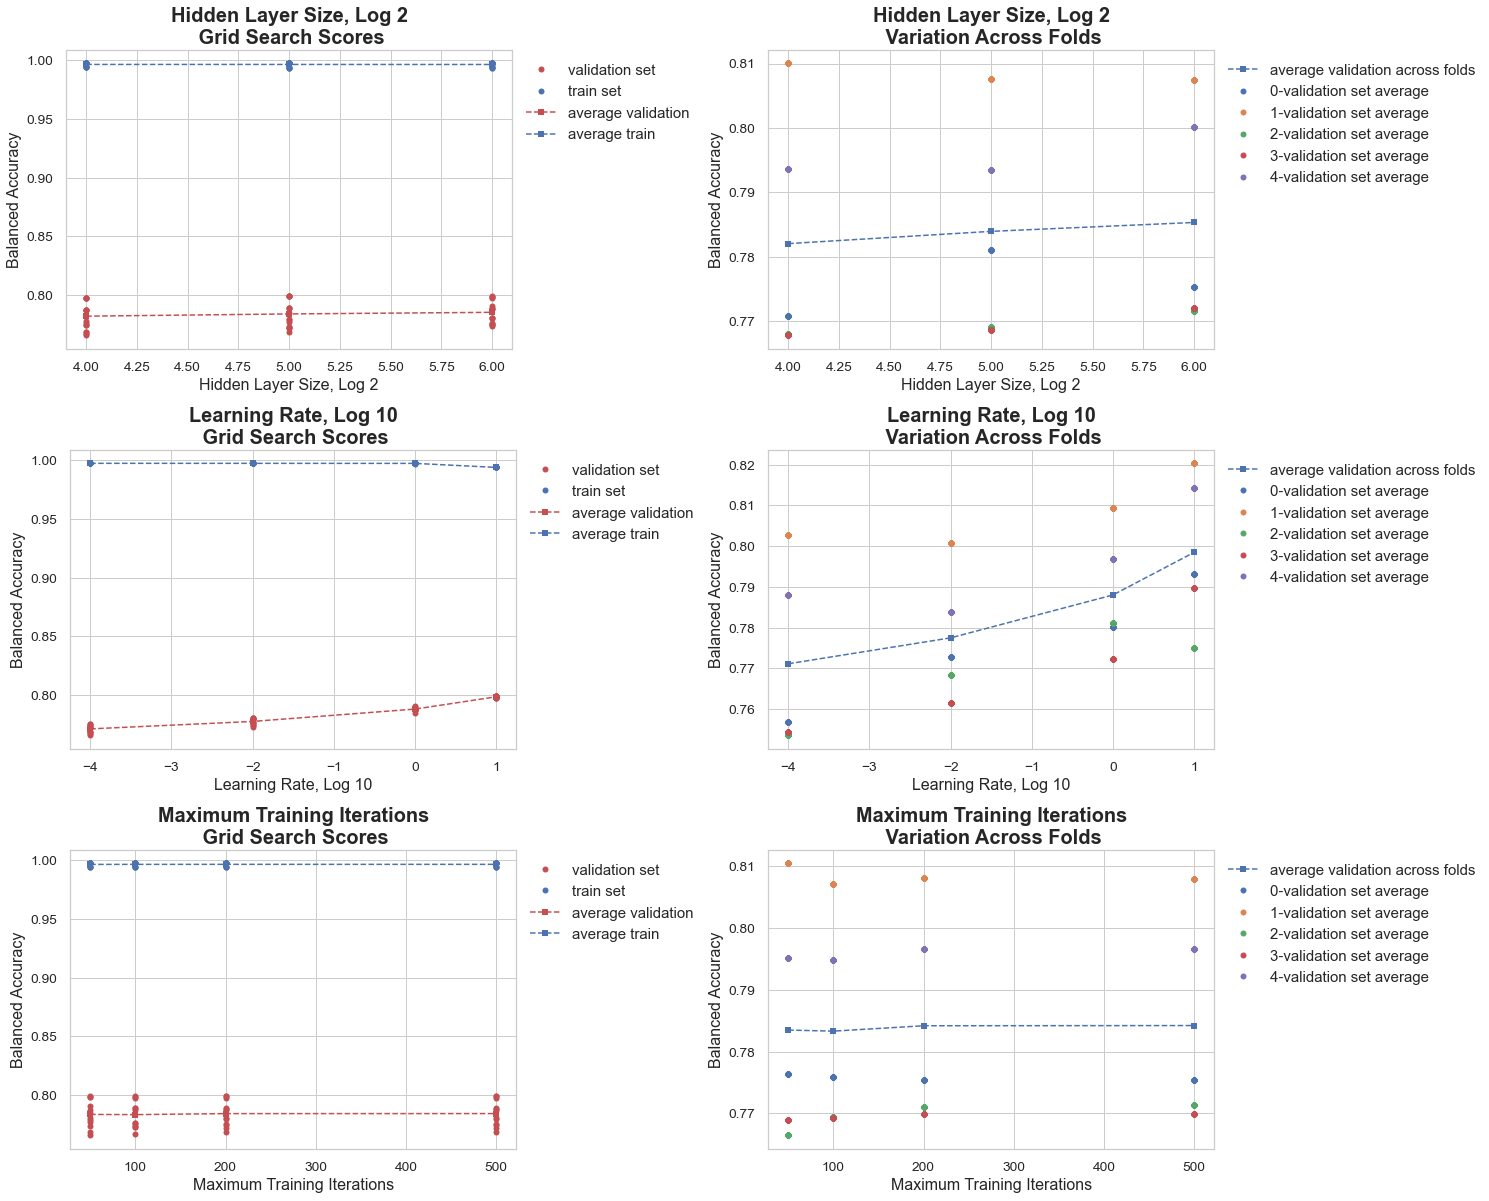 Hidden Layer Size, Log 2
Grid Search Scores
1.00
0.95
0.90
0.85
0.80
Balanced Accuracy
4.00 4.25 4.50 4.75 5.00 5.25 5.50 5.75 6.00
Hidden Layer Size, Log 2
validation set
train set
average validation
average train
Hidden Layer Size, Log 2
Variation Across Folds
0.81
0.80
0.79
0.78
0.77
Balanced Accuracy
4.00 4.25 4.50 4.75 5.00 5.25 5.50 5.75 6.00
Hidden Layer Size, Log 2
average validation across folds
0-validation set average
1-validation set average
2-validation set average
3-validation set average
4-validation set average
Learning Rate, Log 10
Grid Search Scores
1.00
0.95
0.90
0.85
0.80
Balanced Accuracy
−4 −3 −2 −1 0 1
Learning Rate, Log 10
validation set
train set
average validation
average train
Learning Rate, Log 10
Variation Across Folds
0.82
0.81
0.80
0.79
0.78
0.77
0.76
Balanced Accuracy
−4 −3 −2 −1 0 1
Learning Rate, Log 10
average validation across folds
0-validation set average
1-validation set average
2-validation set average
3-validation set average
4-validation set average
Maximum Training Iterations
Grid Search Scores
1.00
0.95
0.90
0.85
0.80
Balanced Accuracy
100 200 300 400 500
Maximum Training Iterations
validation set
train set
average validation
average train
Maximum Training Iterations
Variation Across Folds
0.81
0.80
0.79
0.78
0.77
Balanced Accuracy
100 200 300 400 500
Maximum Training Iterations
average validation across folds
0-validation set average
1-validation set average
2-validation set average
3-validation set average
4-validation set average